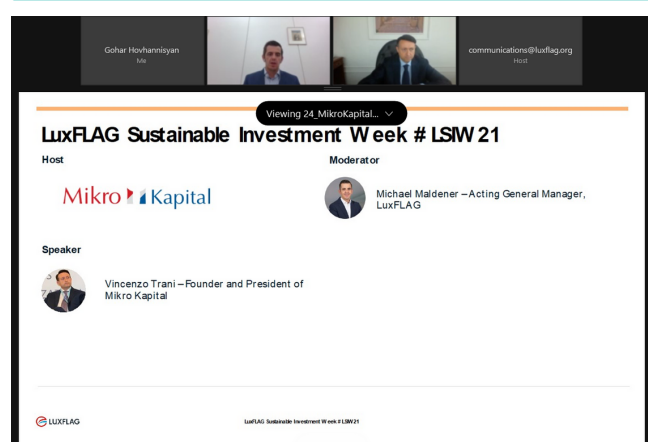 Gohar Hovhannisyan
Me
communications@luxflag.org
Host
Viewing 24_MikroKapital...
LuxFLAG Sustainable Investment Week # LSIW 21
Host
Moderator
Mikro Kapital
Michael Maldener – Acting General Manager,
LuxFLAG
Speaker
Vincenzo Trani – Founder and President of
Mikro Kapital
LUXFLAG
LuxFLAG Sustainable Investment Week # LSIW 21